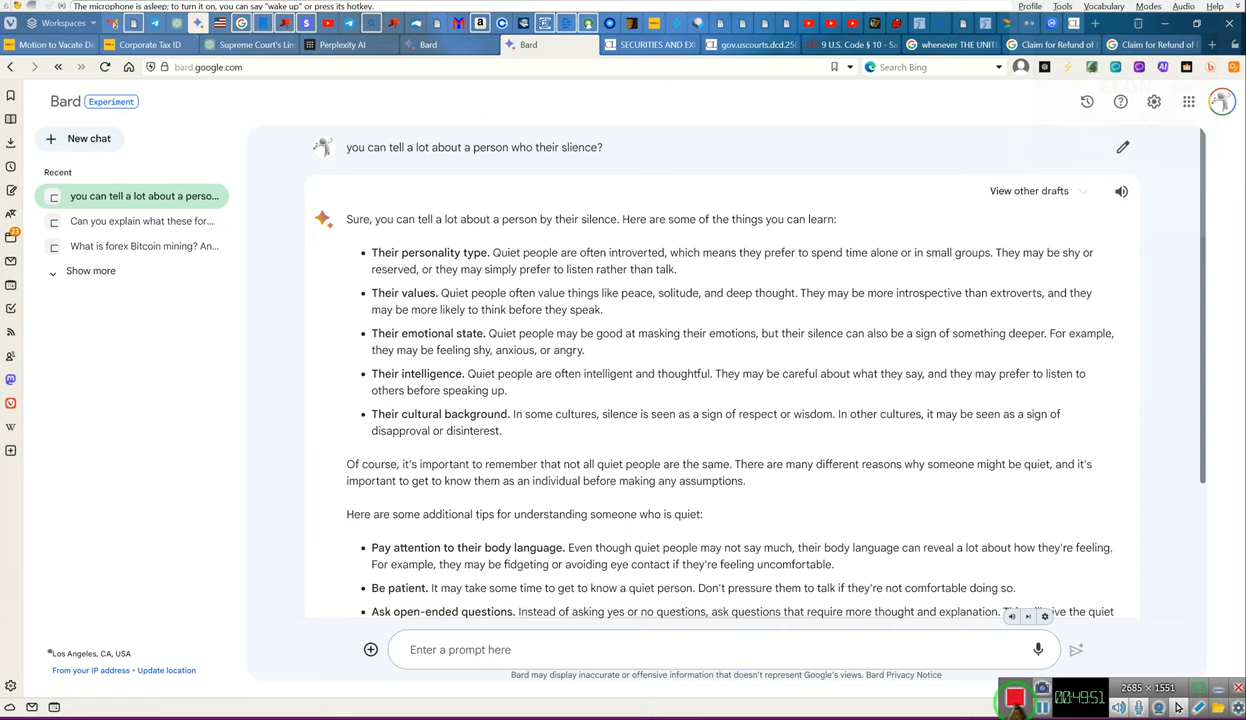 The microphone is asleep; to turn it on, you can say "wake up" or press its hotkey.
Profile Tools Vocabulary Modes Audio Help
Workspaces
Motion to Vacate De
Corporate Tax ID
Supreme Court's Lin
Perplexity AI
Bard
Bard
SECURITIES AND EX
gov.uscourts.dcd.256
9 U.S. Code § 10 - S
whenever THE UNIT
Claim for Refund of
Claim for Refund of
bard.google.com
Search Bing
Bard Experiment
New chat
Recent
you can tell a lot about a perso...
Can you explain what these for...
What is forex Bitcoin mining? An...
Show more
you can tell a lot about a person who their slience?
View other drafts
Sure, you can tell a lot about a person by their silence. Here are some of the things you can learn:
• Their personality type. Quiet people are often introverted, which means they prefer to spend time alone or in small groups. They may be shy or
reserved, or they may simply prefer to listen rather than talk.
• Their values. Quiet people often value things like peace, solitude, and deep thought. They may be more introspective than extroverts, and they
may be more likely to think before they speak.
• Their emotional state. Quiet people may be good at masking their emotions, but their silence can also be a sign of something deeper. For example,
they may be feeling shy, anxious, or angry.
• Their intelligence. Quiet people are often intelligent and thoughtful. They may be careful about what they say, and they may prefer to listen to
others before speaking up.
• Their cultural background. In some cultures, silence is seen as a sign of respect or wisdom. In other cultures, it may be seen as a sign of
disapproval or disinterest.
Of course, it's important to remember that not all quiet people are the same. There are many different reasons why someone might be quiet, and it's
important to get to know them as an individual before making any assumptions.
Here are some additional tips for understanding someone who is quiet:
• Pay attention to their body language. Even though quiet people may not say much, their body language can reveal a lot about how they're feeling.
For example, they may be fidgeting or avoiding eye contact if they're feeling uncomfortable.
• Be patient. It may take some time to get to know a quiet person. Don't pressure them to talk if they're not comfortable doing so.
• Ask open-ended questions. Instead of asking yes or no questions, ask questions that require more thought and explanation. ive the quiet
Enter a prompt here
Los Angeles, CA, USA
From your IP address • Update location
Bard may display inaccurate or offensive information that doesn't represent Google's views. Bard Privacy Notice
00:49:51
2685 × 1551